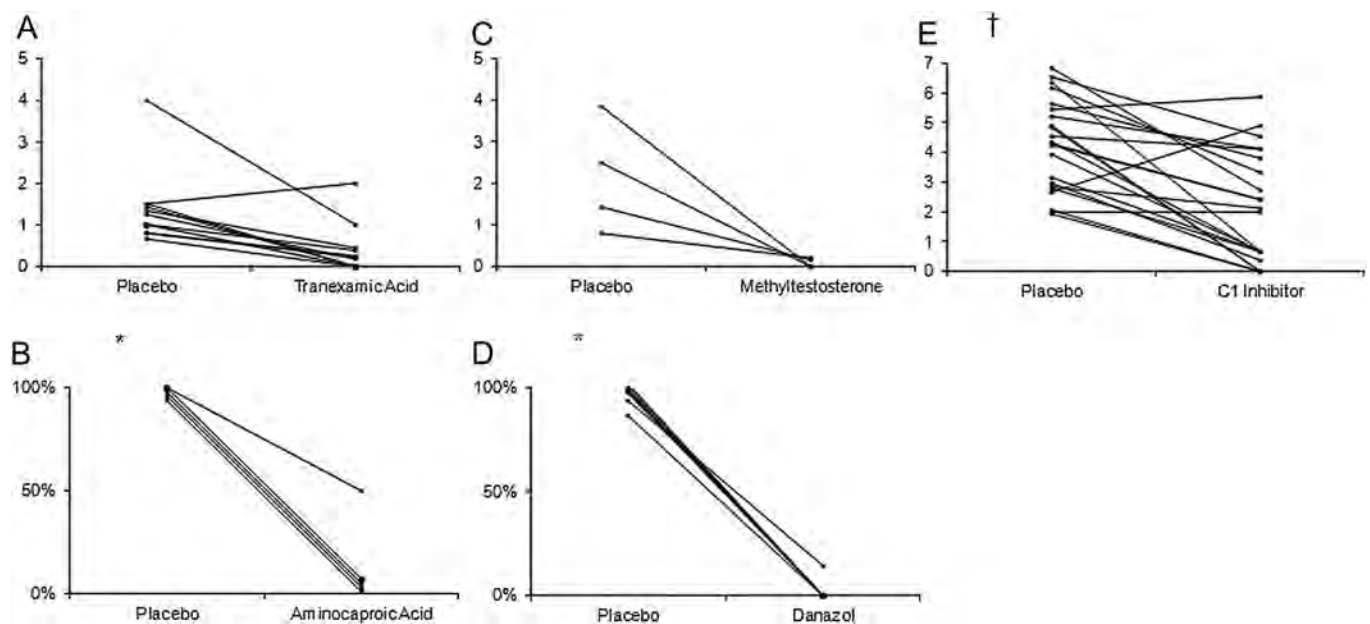 A
5
4
3
2
1
0
Placebo
Tranexamic Acid
C
5
4
3
2
1
0
Placebo
Methyltestosterone
E
†
7
6
5
4
3
2
1
0
Placebo
C1 Inhibitor
B
*
100%
50%
0%
Placebo
Aminocaproic Acid
D
*
100%
50%
0%
Placebo
Danazol